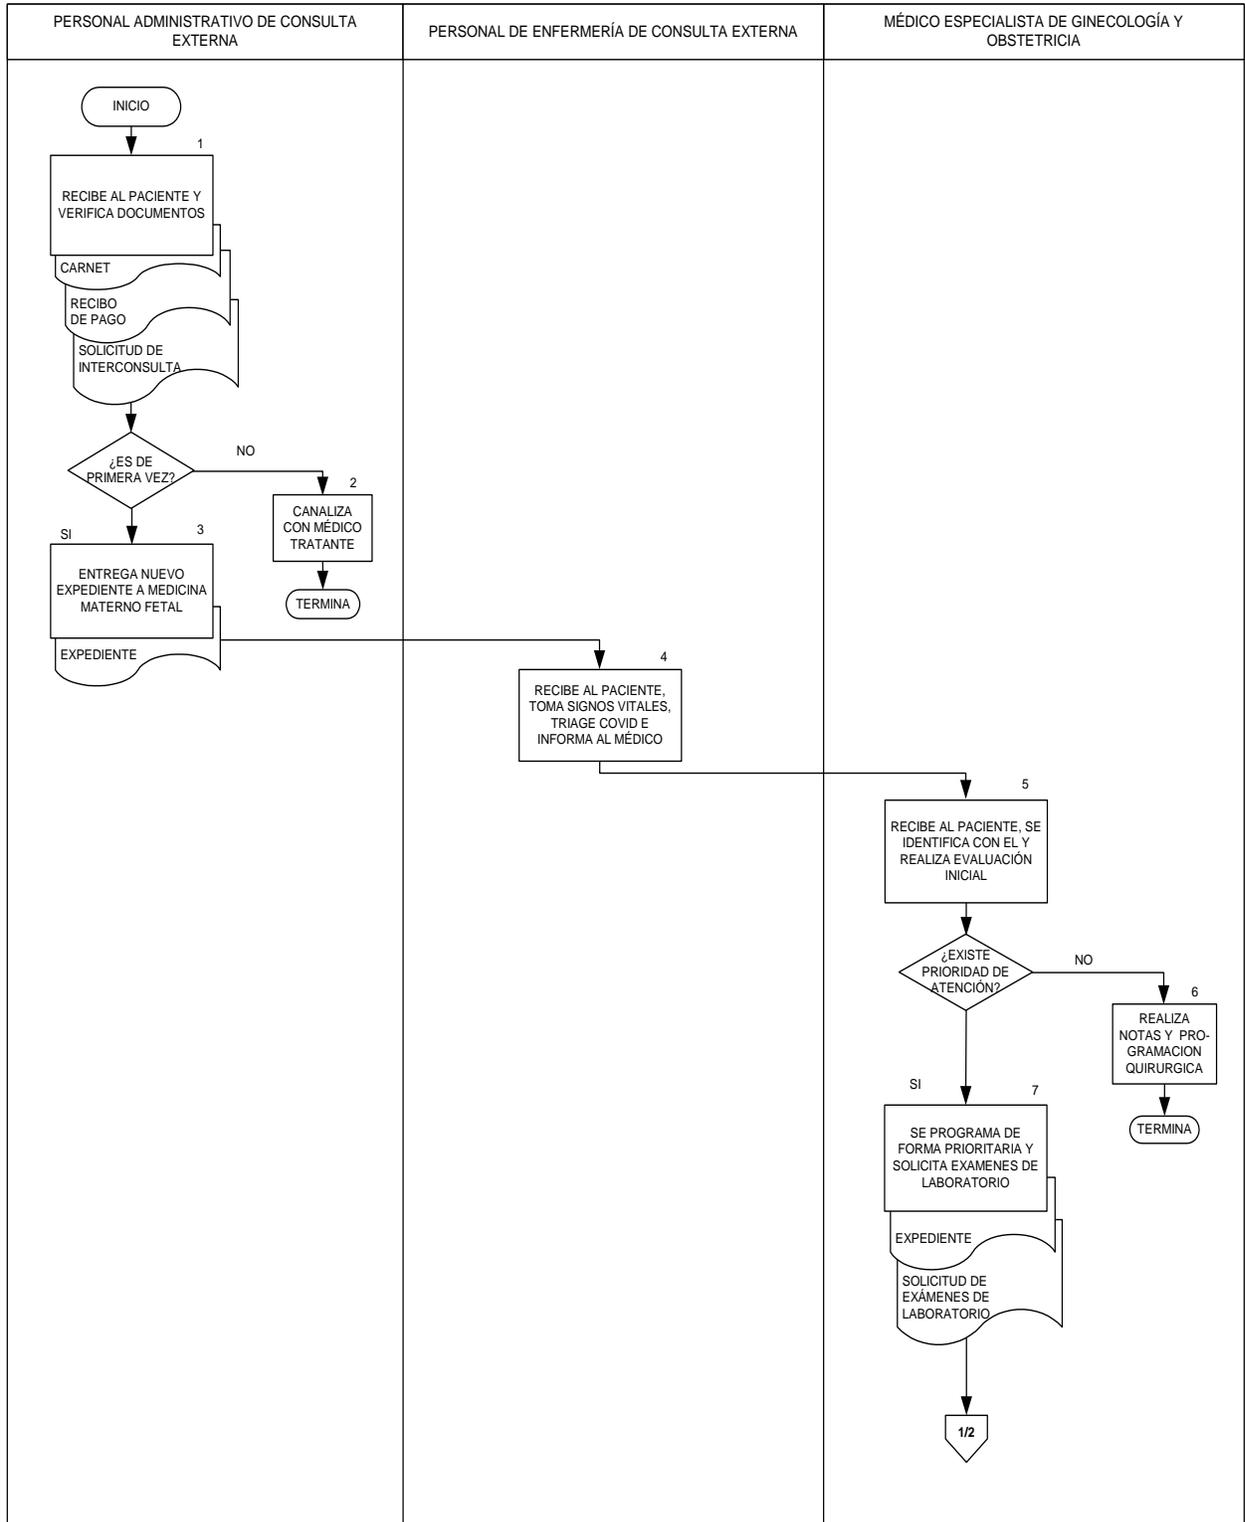 PERSONAL ADMINISTRATIVO DE CONSULTA
EXTERNA
PERSONAL DE ENFERMERÍA DE CONSULTA EXTERNA
MÉDICO ESPECIALISTA DE GINECOLOGÍA Y
OBSTETRICIA
INICIO
1
RECIBE AL PACIENTE Y
VERIFICA DOCUMENTOS
CARNET
RECIBO
DE PAGO
SOLICITUD DE
INTERCONSULTA
¿ES DE
PRIMERA VEZ?
NO
2
CANALIZA
CON MÉDICO
TRATANTE
TERMINA
SI
3
ENTREGA NUEVO
EXPEDIENTE A MEDICINA
MATERNO FETAL
EXPEDIENTE
4
RECIBE AL PACIENTE,
TOMA SIGNOS VITALES,
TRIAGE COVID E
INFORMA AL MÉDICO
5
RECIBE AL PACIENTE, SE
IDENTIFICA CON EL Y
REALIZA EVALUACIÓN
INICIAL
¿EXISTE
PRIORIDAD DE
ATENCIÓN?
NO
6
REALIZA
NOTAS Y PRO-
GRAMACION
QUIRURGICA
TERMINA
SI
7
SE PROGRAMA DE
FORMA PRIORITARIA Y
SOLICITA EXAMENES DE
LABORATORIO
EXPEDIENTE
SOLICITUD DE
EXÁMENES DE
LABORATORIO
1/2